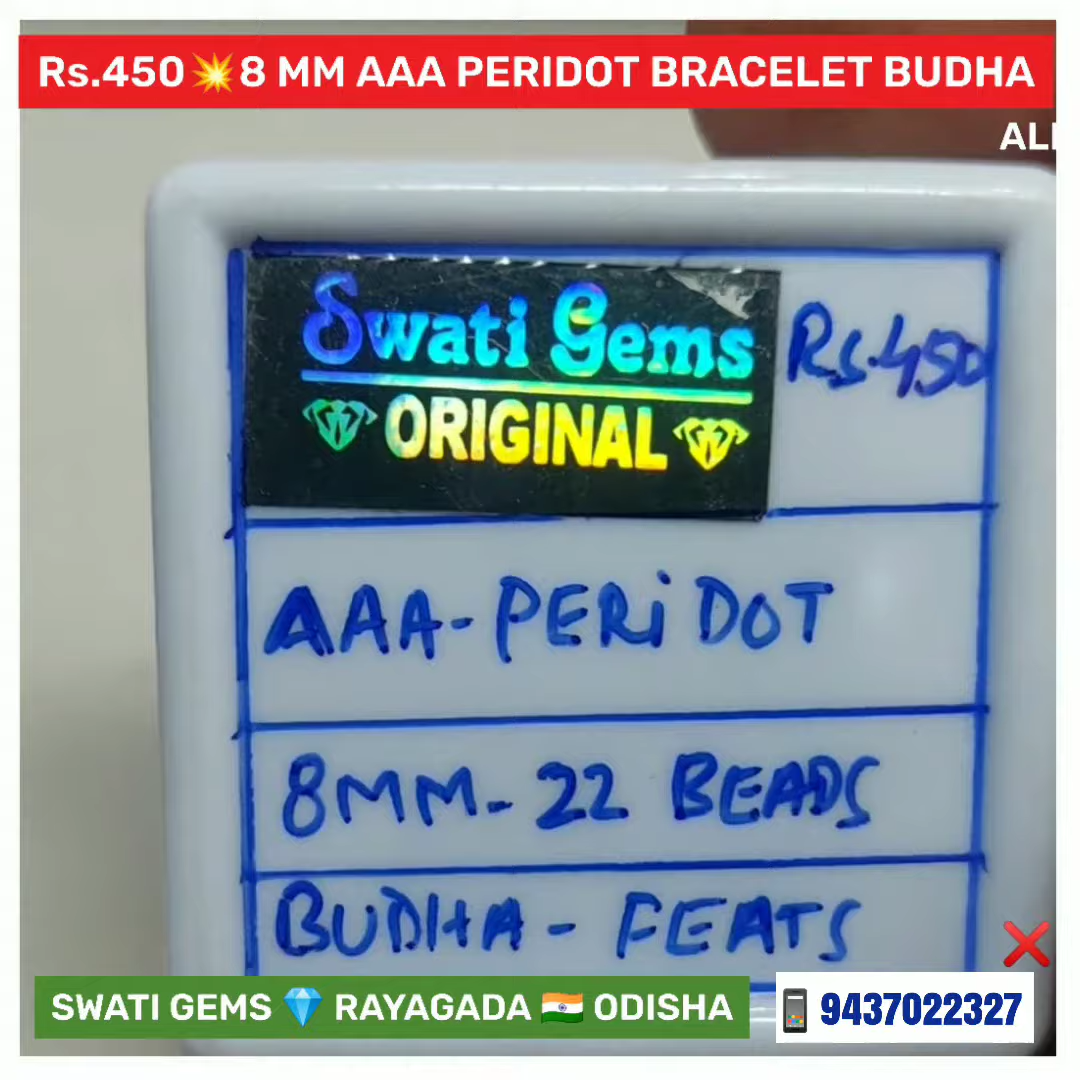 Rs.450💥8 MM AAA PERIDOT BRACELET BUDHA
Swati Gems
ORIGINAL
Rs.450
AAA-PERiDOT
8MM-22 BEADS
BUDHA-FEATS
SWATI GEMS 💎 RAYAGADA 🇮🇳 ODISHA
📱9437022327